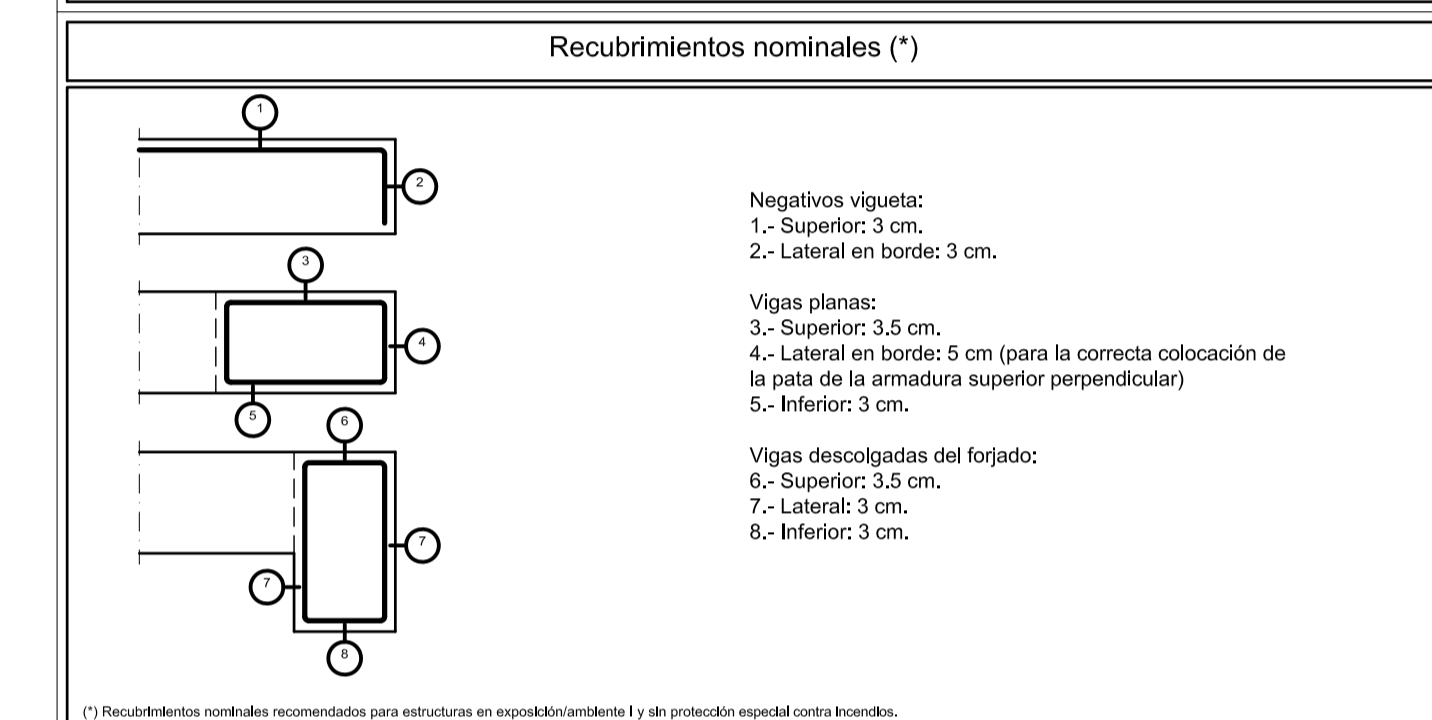 Recubrimientos nominales (*)
1
2
3
4
5
6
7
7
8
Negativos vigueta:
1.- Superior: 3 cm.
2.- Lateral en borde: 3 cm.
Vigas planas:
3.- Superior: 3.5 cm.
4.- Lateral en borde: 5 cm (para la correcta colocación de
la pata de la armadura superior perpendicular)
5.- Inferior: 3 cm.
Vigas descolgadas del forjado:
6.- Superior: 3.5 cm.
7.- Lateral: 3 cm.
8.- Inferior: 3 cm.
(*) Recubrimientos nominales recomendados para estructuras en exposición/ambiente I y sin protección especial contra incendios.